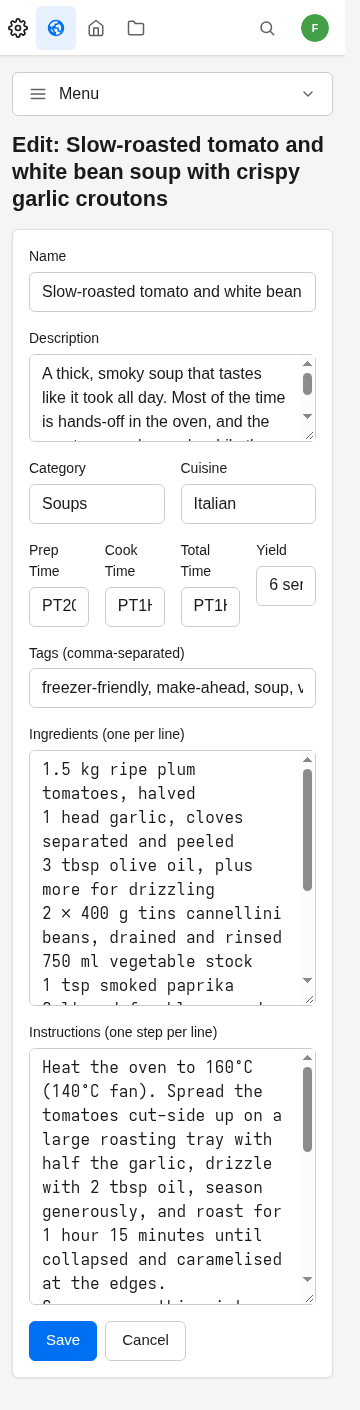 F
Menu
Edit: Slow-roasted tomato and
white bean soup with crispy
garlic croutons
Name
Slow-roasted tomato and white bean
Description
A thick, smoky soup that tastes
like it took all day. Most of the time
is hands-off in the oven, and the
Category
Cuisine
Soups
Italian
Prep
Time
Cook
Time
Total
Time
Yield
PT20
PT1H
PT1H
6 ser
Tags (comma-separated)
freezer-friendly, make-ahead, soup, v
Ingredients (one per line)
1.5 kg ripe plum
tomatoes, halved
1 head garlic, cloves
separated and peeled
3 tbsp olive oil, plus
more for drizzling
2 × 400 g tins cannellini
beans, drained and rinsed
750 ml vegetable stock
1 tsp smoked paprika
Instructions (one step per line)
Heat the oven to 160°C
(140°C fan). Spread the
tomatoes cut-side up on a
large roasting tray with
half the garlic, drizzle
with 2 tbsp oil, season
generously, and roast for
1 hour 15 minutes until
collapsed and caramelised
at the edges.
Save
Cancel